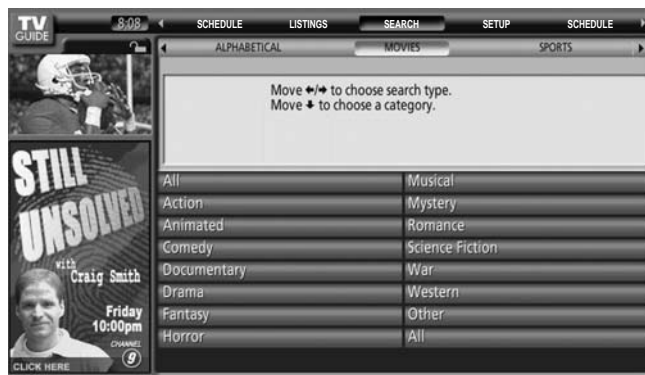 TV
GUIDE
8:08
SCHEDULE LISTINGS SEARCH SETUP SCHEDULE
ALPHABETICAL MOVIES SPORTS
Move ←/→ to choose search type.
Move ↓ to choose a category.
All Musical
Action Mystery
Animated Romance
Comedy Science Fiction
Documentary War
Drama Western
Fantasy Other
Horror All
STILL
UNSOLVED
with
Craig Smith
Friday
10:00pm
CHANNEL
9
CLICK HERE